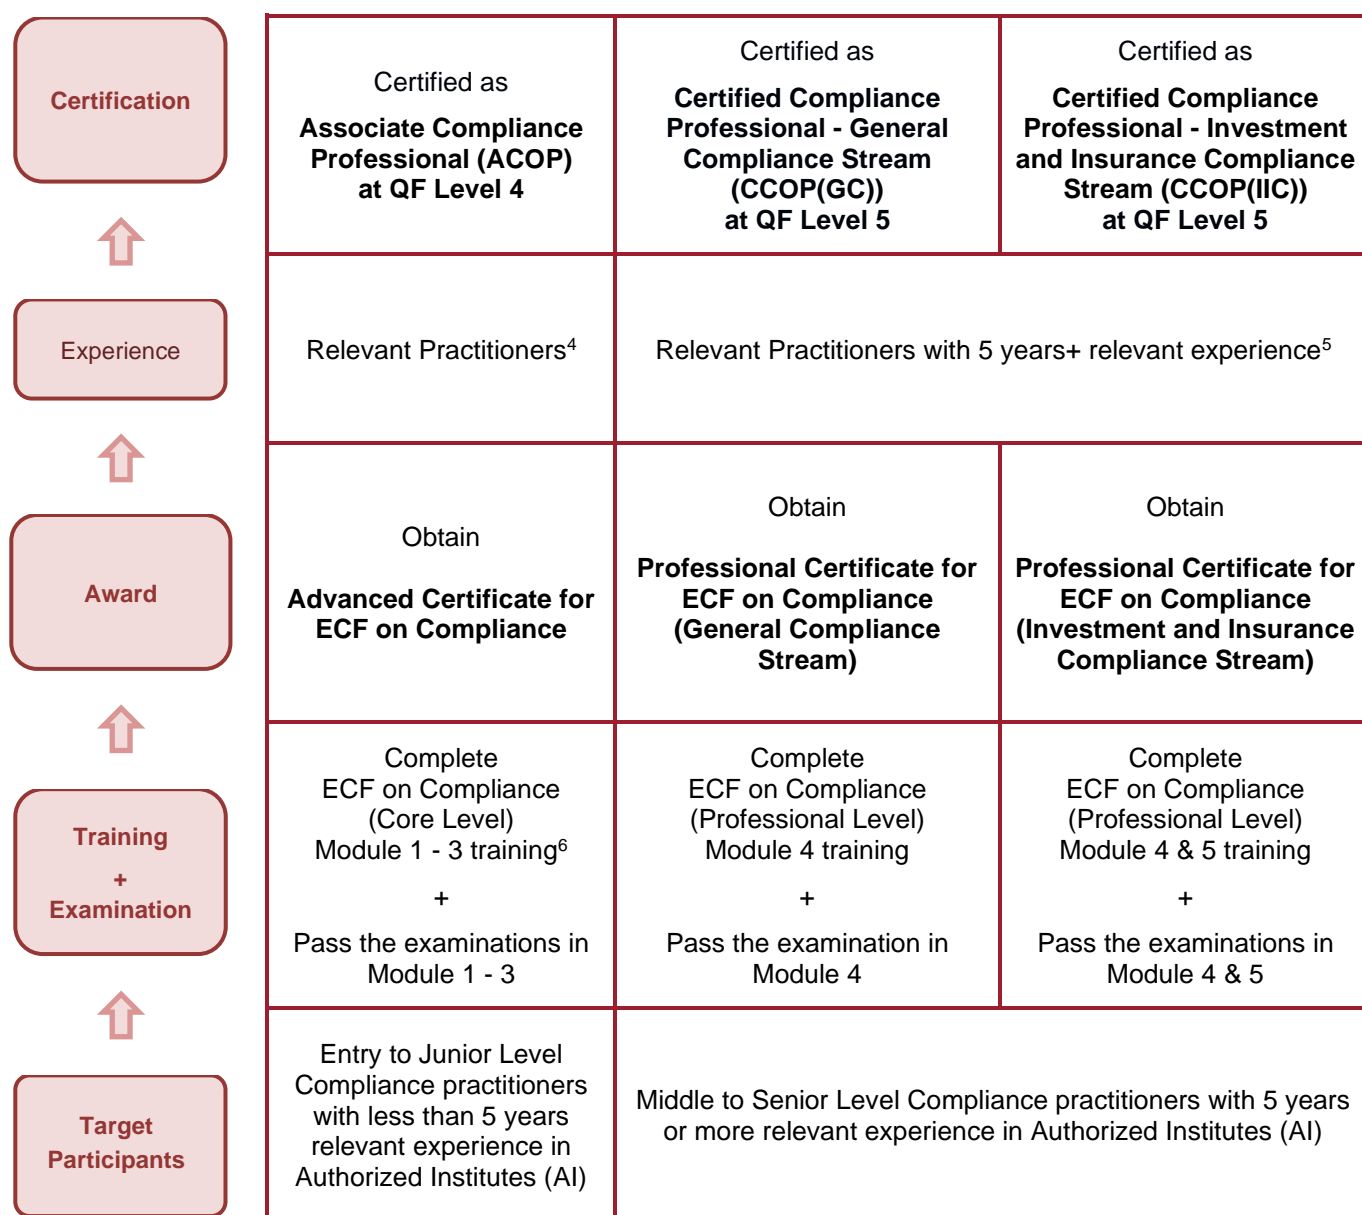 Certification
Certified as
Associate Compliance
Professional (ACOP)
at QF Level 4
Certified as
Certified Compliance
Professional - General
Compliance Stream
(CCOP(GC))
at QF Level 5
Certified as
Certified Compliance
Professional - Investment
and Insurance Compliance
Stream (CCOP(IIC))
at QF Level 5
Experience
Relevant Practitioners⁴
Relevant Practitioners with 5 years+ relevant experience⁵
Award
Obtain
Advanced Certificate for
ECF on Compliance
Obtain
Professional Certificate for
ECF on Compliance
(General Compliance
Stream)
Obtain
Professional Certificate for
ECF on Compliance
(Investment and Insurance
Compliance Stream)
Training
+
Examination
Complete
ECF on Compliance
(Core Level)
Module 1 - 3 training⁶
+
Pass the examinations in
Module 1 - 3
Complete
ECF on Compliance
(Professional Level)
Module 4 training
+
Pass the examination in
Module 4
Complete
ECF on Compliance
(Professional Level)
Module 4 & 5 training
+
Pass the examinations in
Module 4 & 5
Target
Participants
Entry to Junior Level
Compliance practitioners
with less than 5 years
relevant experience in
Authorized Institutes (AI)
Middle to Senior Level Compliance practitioners with 5 years
or more relevant experience in Authorized Institutes (AI)